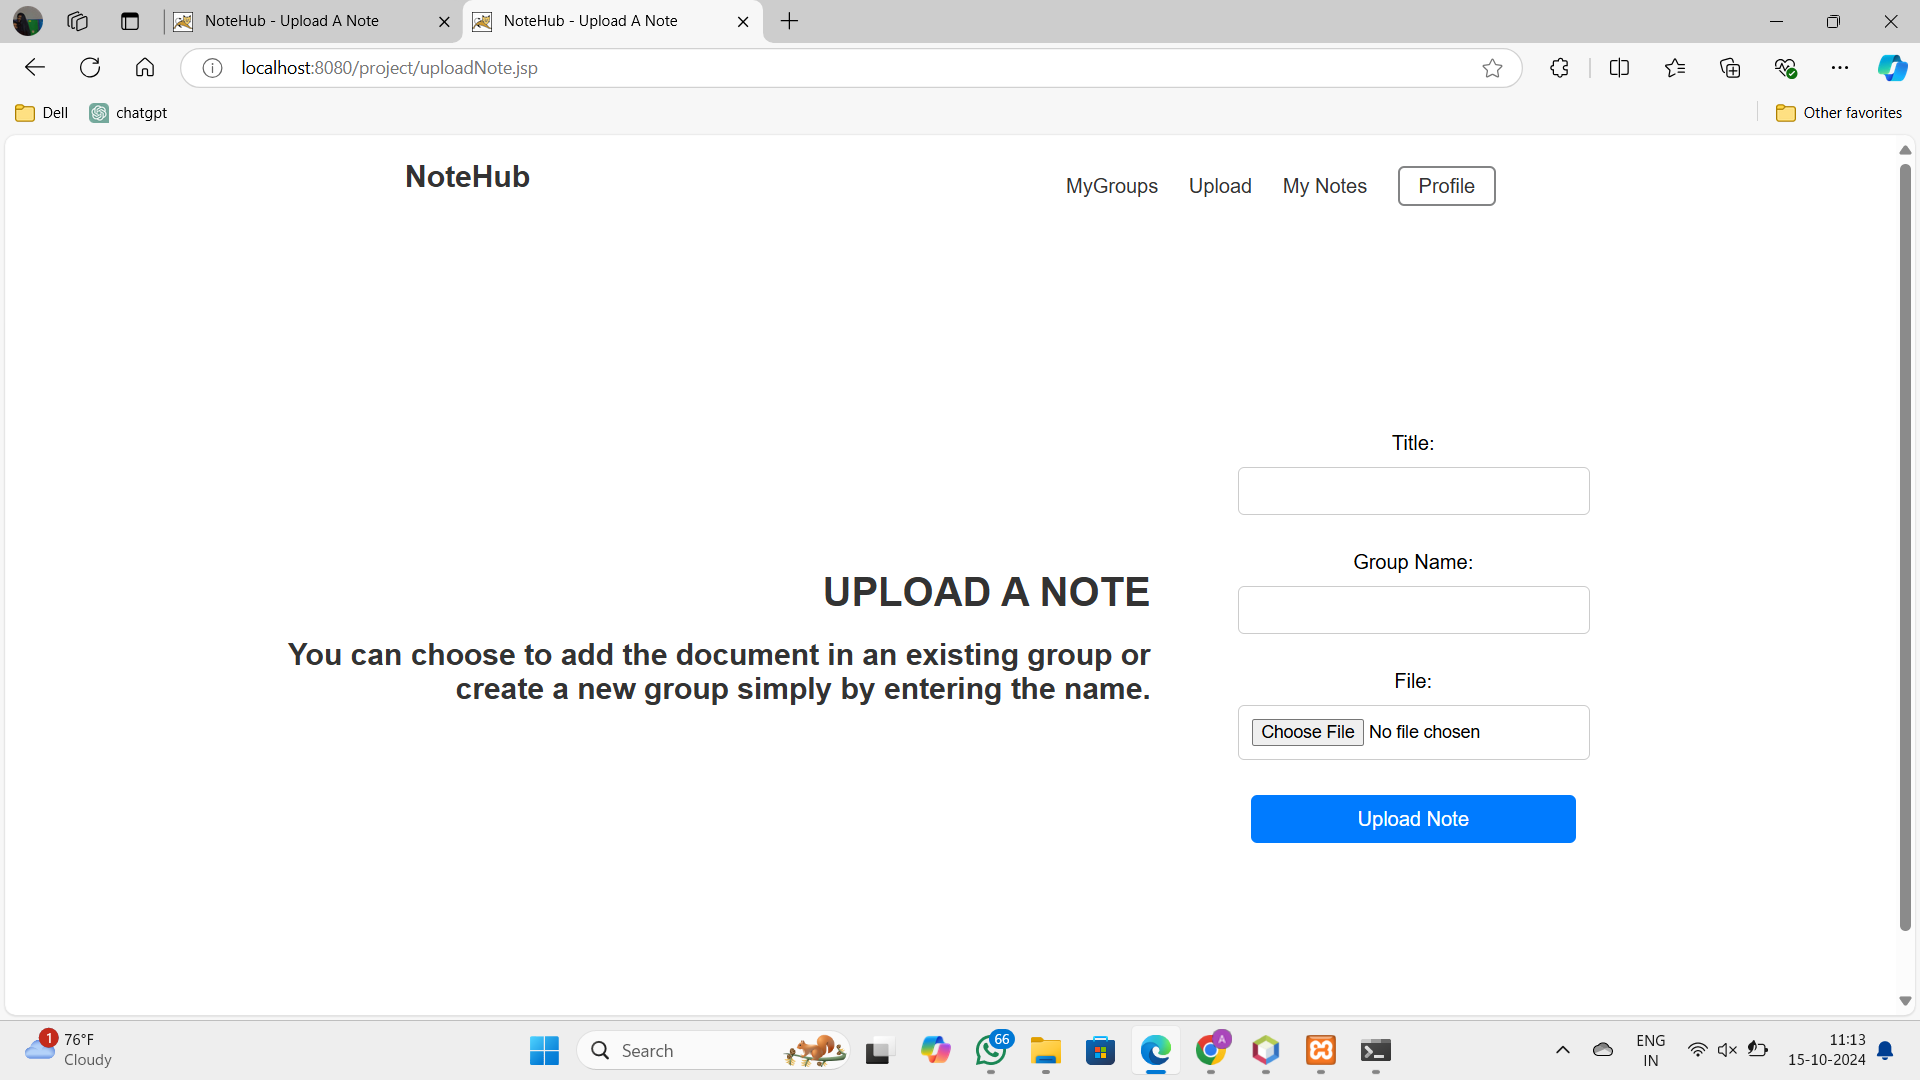 NoteHub - Upload A Note
NoteHub - Upload A Note
localhost:8080/project/uploadNote.jsp
Dell
chatgpt
Other favorites
NoteHub
MyGroups
Upload
My Notes
Profile
Title:
Group Name:
UPLOAD A NOTE
You can choose to add the document in an existing group or
create a new group simply by entering the name.
File:
Choose File No file chosen
Upload Note
1
76°F
Cloudy
Search
66
A
ENG
IN
11:13
15-10-2024